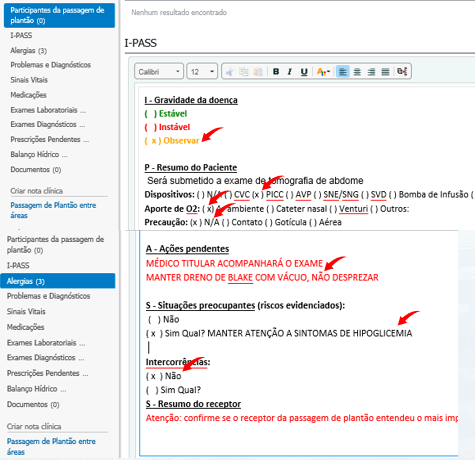 Participantes da passagem de
plantão (0)
I-PASS
Alergias (3)
Problemas e Diagnósticos
Sinais Vitais
Medicações
Exames Laboratoriais ...
Exames Diagnósticos ...
Prescrições Pendentes ...
Balanço Hídrico ...
Documentos (0)
Criar nota clínica
Passagem de Plantão entre
áreas
Participantes da passagem de
plantão (0)
I-PASS
Alergias (3)
Problemas e Diagnósticos
Sinais Vitais
Medicações
Exames Laboratoriais ...
Exames Diagnósticos ...
Prescrições Pendentes ...
Balanço Hídrico ...
Documentos (0)
Criar nota clínica
Passagem de Plantão entre
áreas
Nenhum resultado encontrado
I-PASS
Calibri 12 B I U A
I - Gravidade da doença
( ) Estável
( ) Instável
( x ) Observar
P - Resumo do Paciente
Será submetido a exame de tomografia de abdome
Dispositivos: ( ) N/A ( ) CVC (x ) PICC ( ) AVP ( ) SNE/SNG ( ) SVD ( ) Bomba de Infusão (
Aporte de O2: ( x) Ar ambiente ( ) Cateter nasal ( ) Venturi ( ) Outros:
Precaução: (x ) N/A ( ) Contato ( ) Gotícula ( ) Aérea
A - Ações pendentes
MÉDICO TITULAR ACOMPANHARÁ O EXAME
MANTER DRENO DE BLAKE COM VÁCUO, NÃO DESPREZAR
S - Situações preocupantes (riscos evidenciados):
( ) Não
( x ) Sim Qual? MANTER ATENÇÃO A SINTOMAS DE HIPOGLICEMIA
Intercorrências:
( x ) Não
( ) Sim Qual?
S - Resumo do receptor
Atenção: confirme se o receptor da passagem de plantão entendeu o mais imp